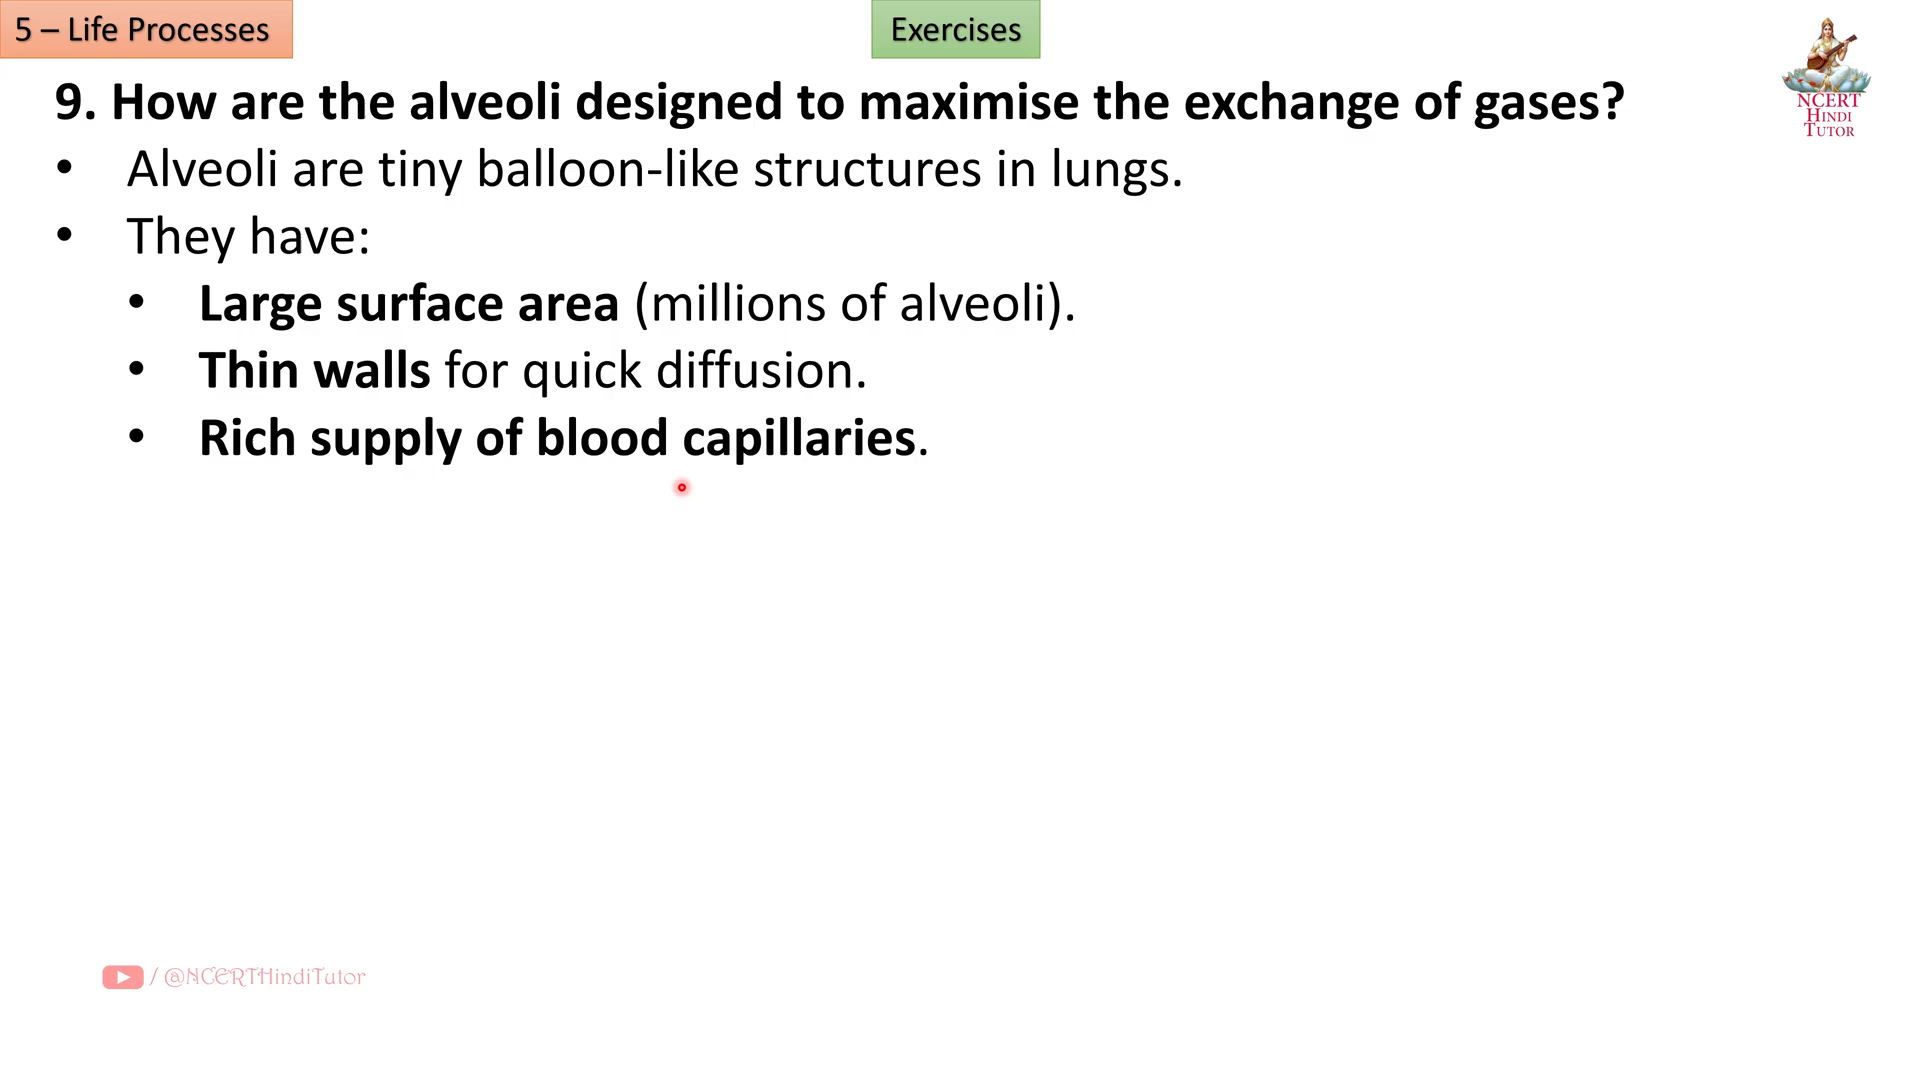 5 – Life Processes
Exercises
NCERT
HINDI
TUTOR
9. How are the alveoli designed to maximise the exchange of gases?
• Alveoli are tiny balloon-like structures in lungs.
• They have:
• Large surface area (millions of alveoli).
• Thin walls for quick diffusion.
• Rich supply of blood capillaries.
/ @NCERTHindiTutor